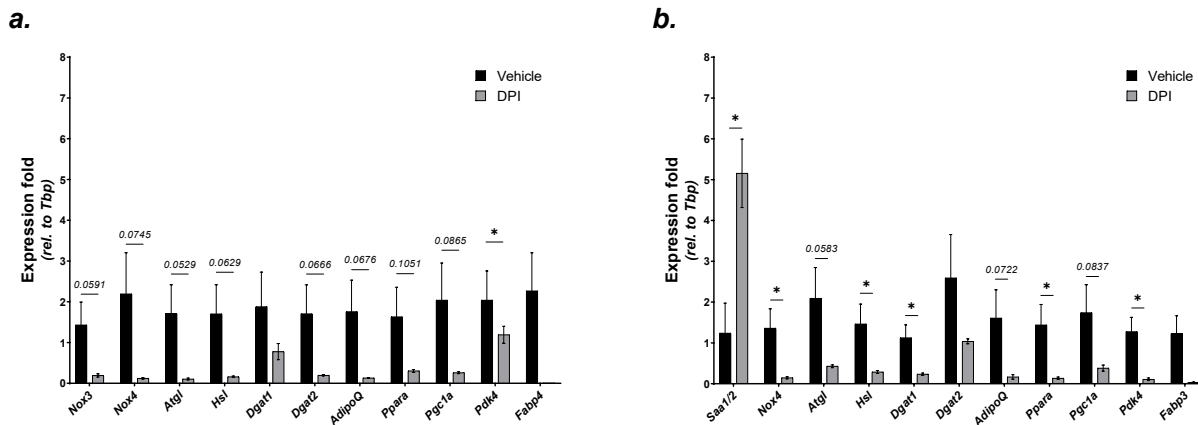 a.
Expression fold
(rel. to Tbp)
8
7
6
5
4
3
2
1
0
Vehicle
DPI
0.0591
0.0745
0.0529
0.0629
0.0666
0.0676
0.1051
0.0865
*
Nox3
Nox4
Atgl
Hsl
Dgat1
Dgat2
AdipoQ
Ppara
Pgc1a
Pdk4
Fabp4
b.
Expression fold
(rel. to Tbp)
8
7
6
5
4
3
2
1
0
Vehicle
DPI
*
*
0.0583
*
*
0.0722
*
0.0837
*
Saa1/2
Nox4
Atgl
Hsl
Dgat1
Dgat2
AdipoQ
Ppara
Pgc1a
Pdk4
Fabp3